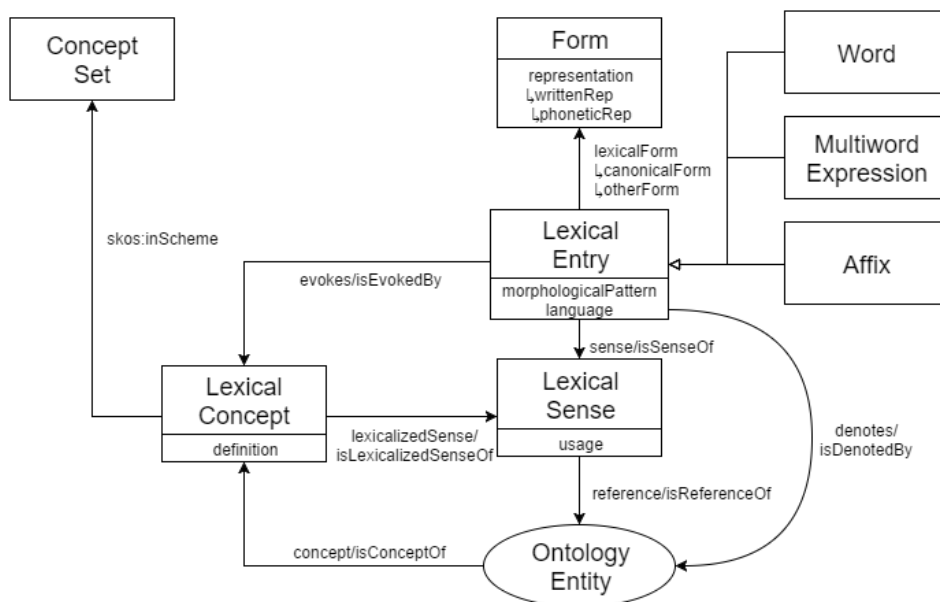 Concept
Set
Form
representation
↳writtenRep
↳phoneticRep
Word
Multiword
Expression
Affix
lexicalForm
↳canonicalForm
↳otherForm
skos:inScheme
Lexical
Entry
morphologicalPattern
language
evokes/isEvokedBy
sense/isSenseOf
Lexical
Concept
definition
lexicalizedSense/
isLexicalizedSenseOf
Lexical
Sense
usage
denotes/
isDenotedBy
reference/isReferenceOf
concept/isConceptOf
Ontology
Entity